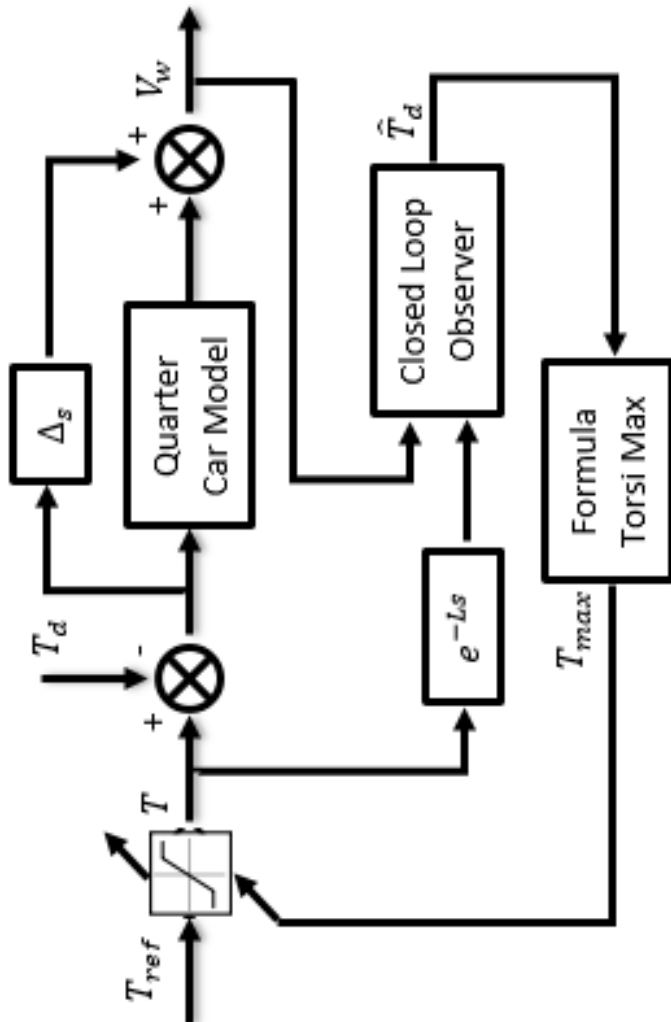 T_ref
T
+
T_d
-
Δ_s
Quarter
Car Model
+
+
V_w
e^{-Ls}
Closed Loop
Observer
T̂_d
Formula
Torsi Max
T_max